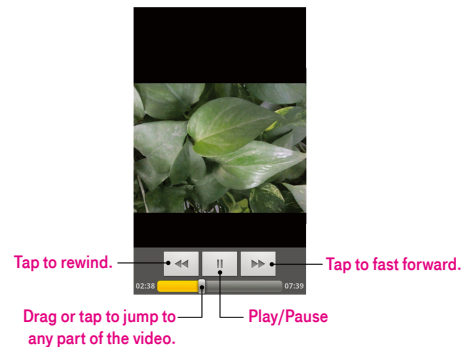 Tap to rewind.
Tap to fast forward.
02:38
07:39
Drag or tap to jump to
any part of the video.
Play/Pause